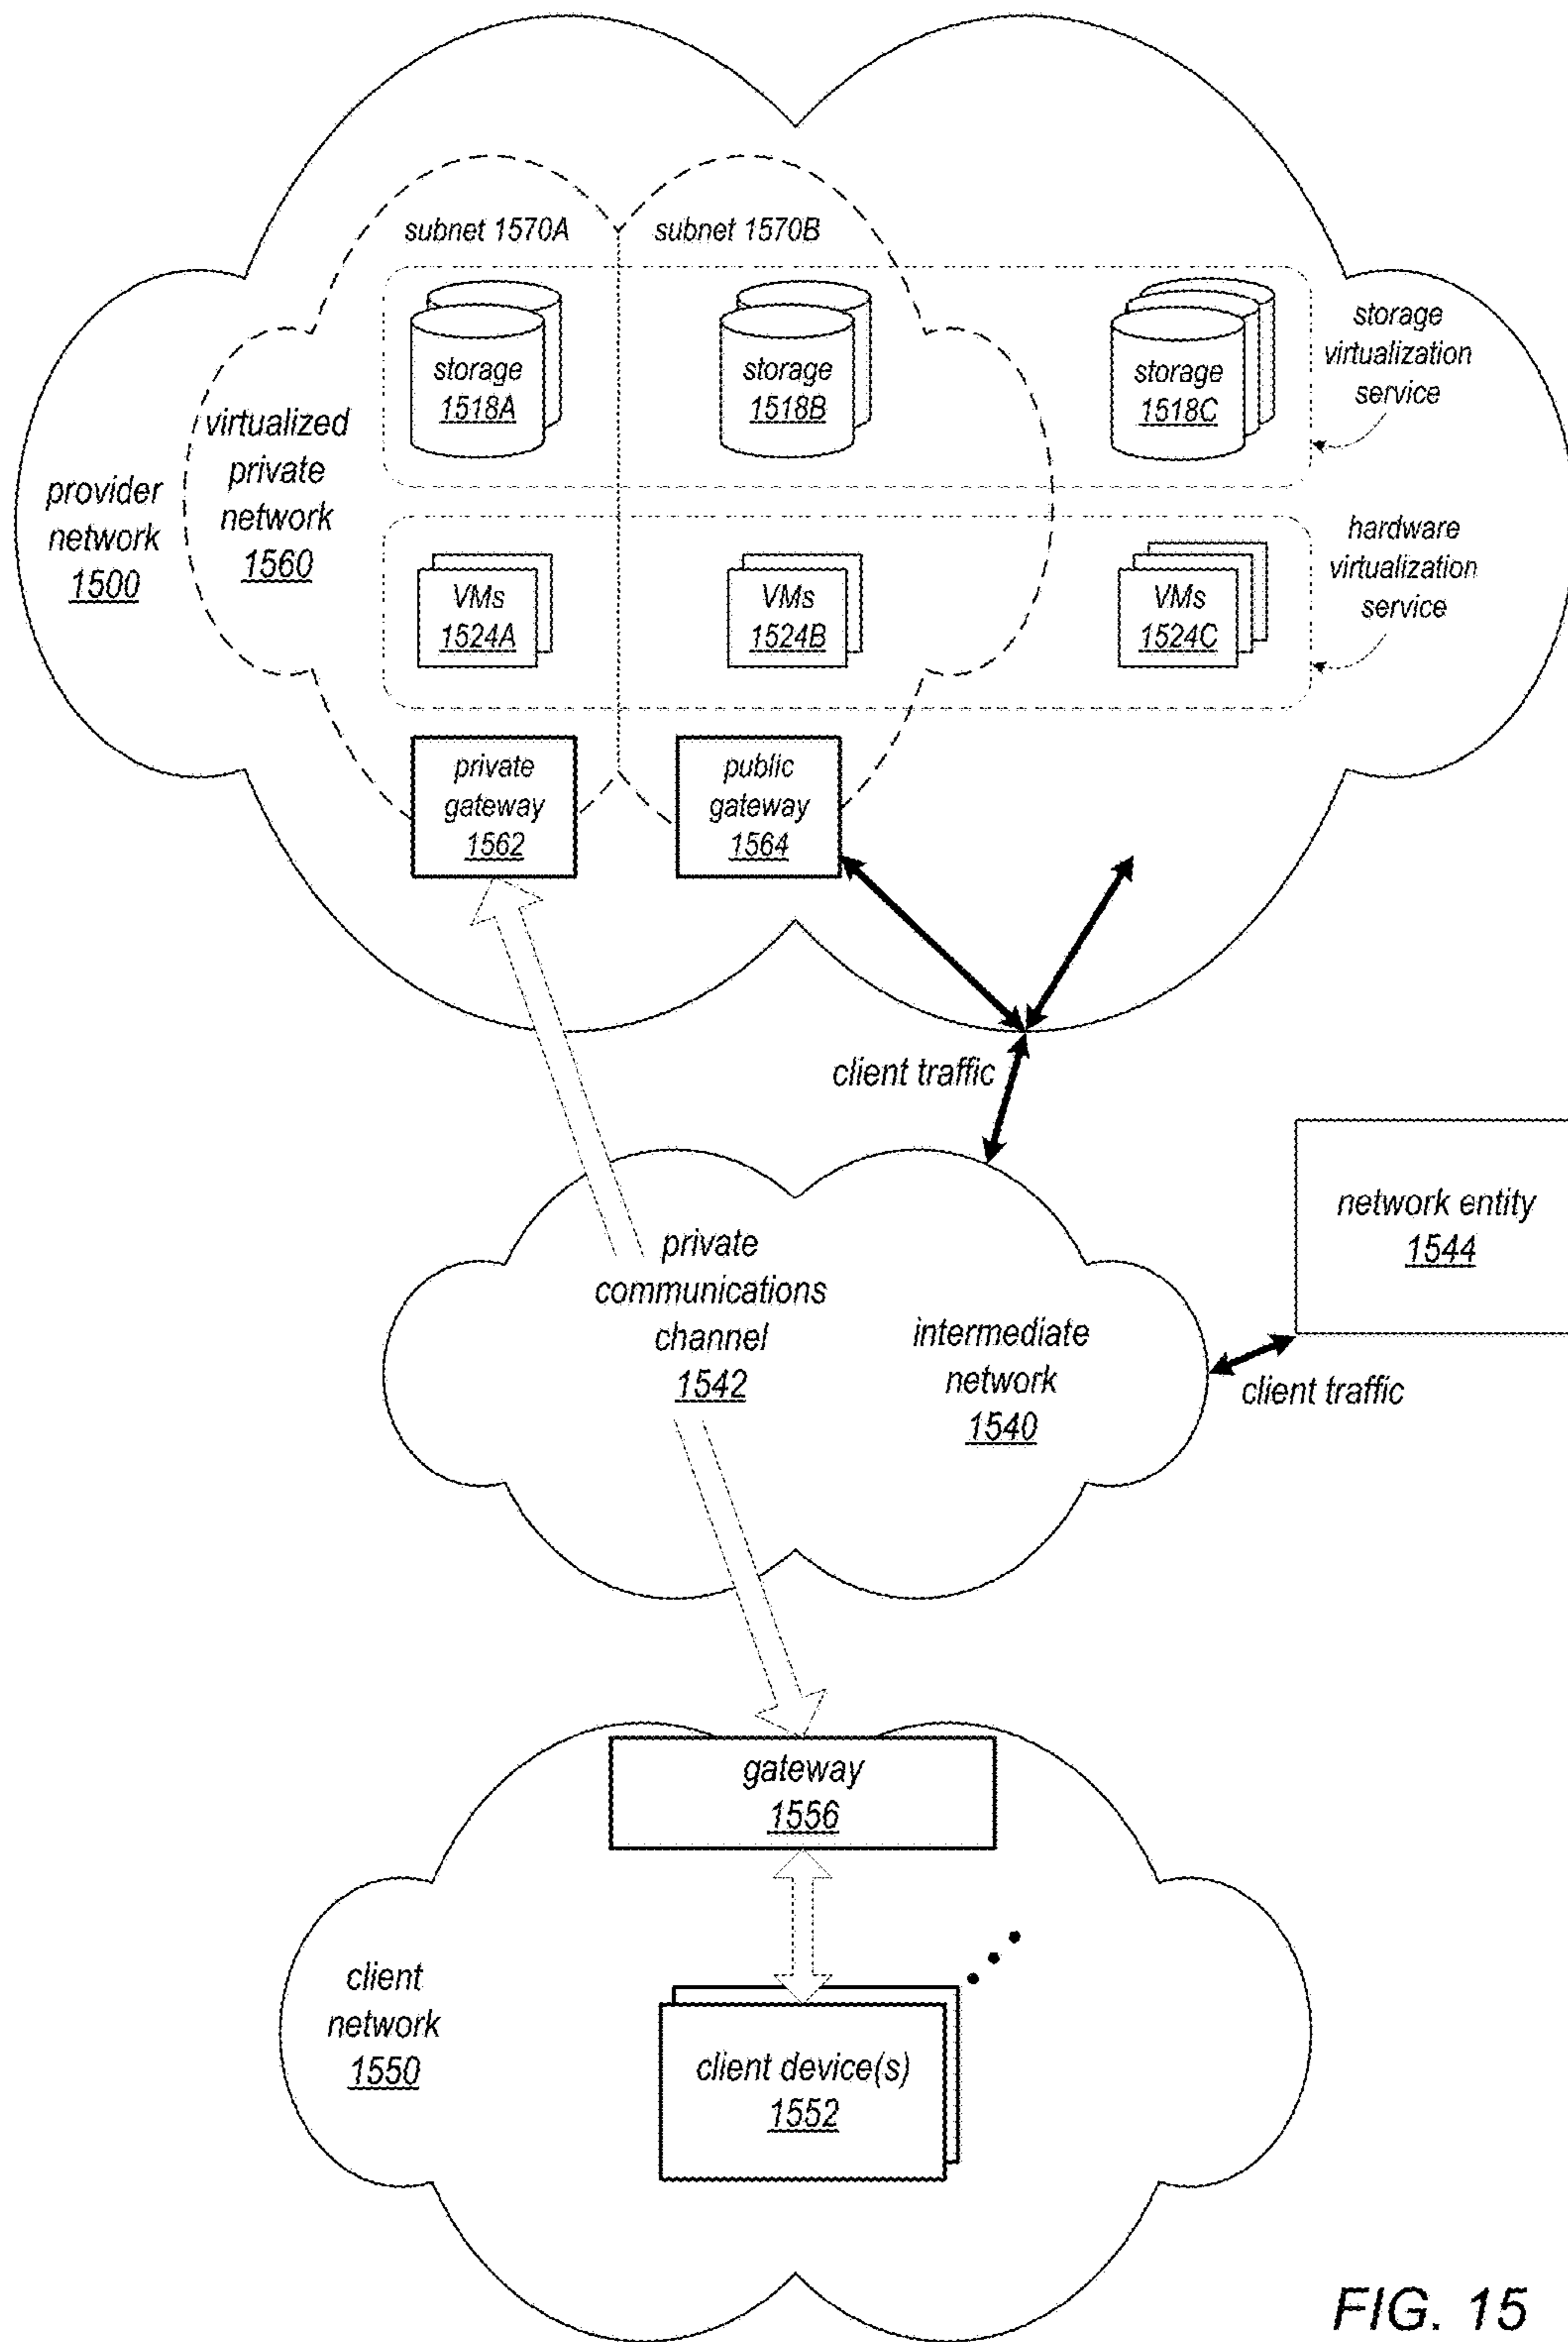 subnet 1570A
subnet 1570B
storage
1518A
storage
1518B
storage
1518C
storage
virtualization
service
provider
network
1500
virtualized
private
network
1560
VMs
1524A
VMs
1524B
VMs
1524C
hardware
virtualization
service
private
gateway
1562
public
gateway
1564
client traffic
network entity
1544
private
communications
channel
1542
intermediate
network
1540
client traffic
gateway
1556
client
network
1550
client device(s)
1552
FIG. 15